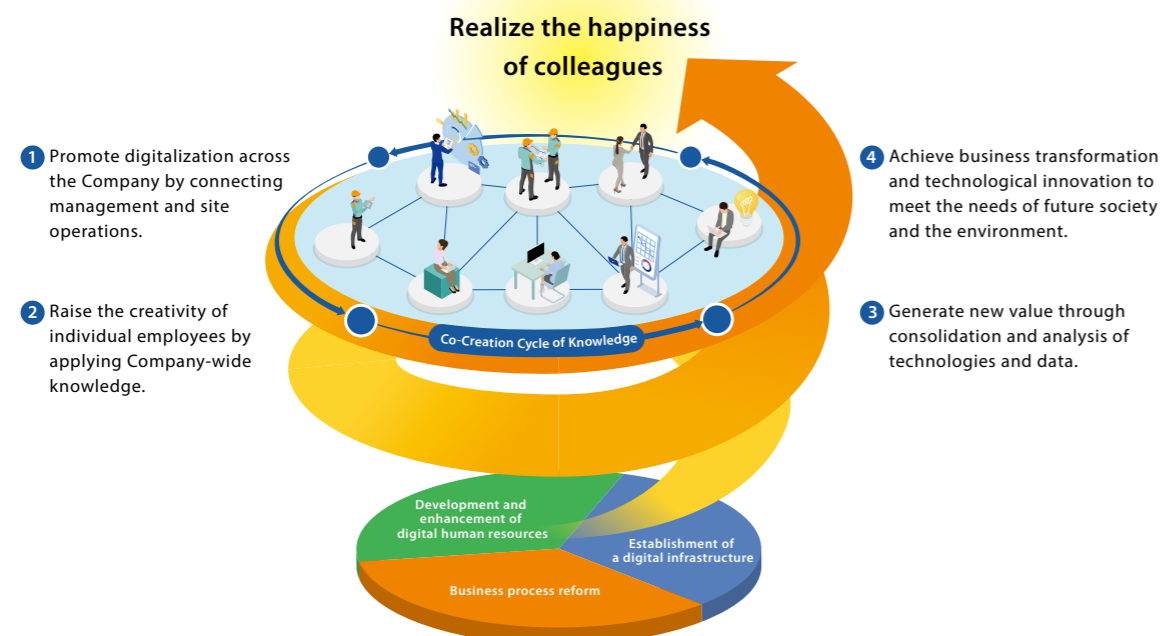 Realize the happiness
of colleagues
1 Promote digitalization across
the Company by connecting
management and site
operations.
2 Raise the creativity of
individual employees by
applying Company-wide
knowledge.
4 Achieve business transformation
and technological innovation to
meet the needs of future society
and the environment.
3 Generate new value through
consolidation and analysis of
technologies and data.
Co-Creation Cycle of Knowledge
Development and
enhancement of
digital human resources
Establishment of
a digital infrastructure
Business process reform